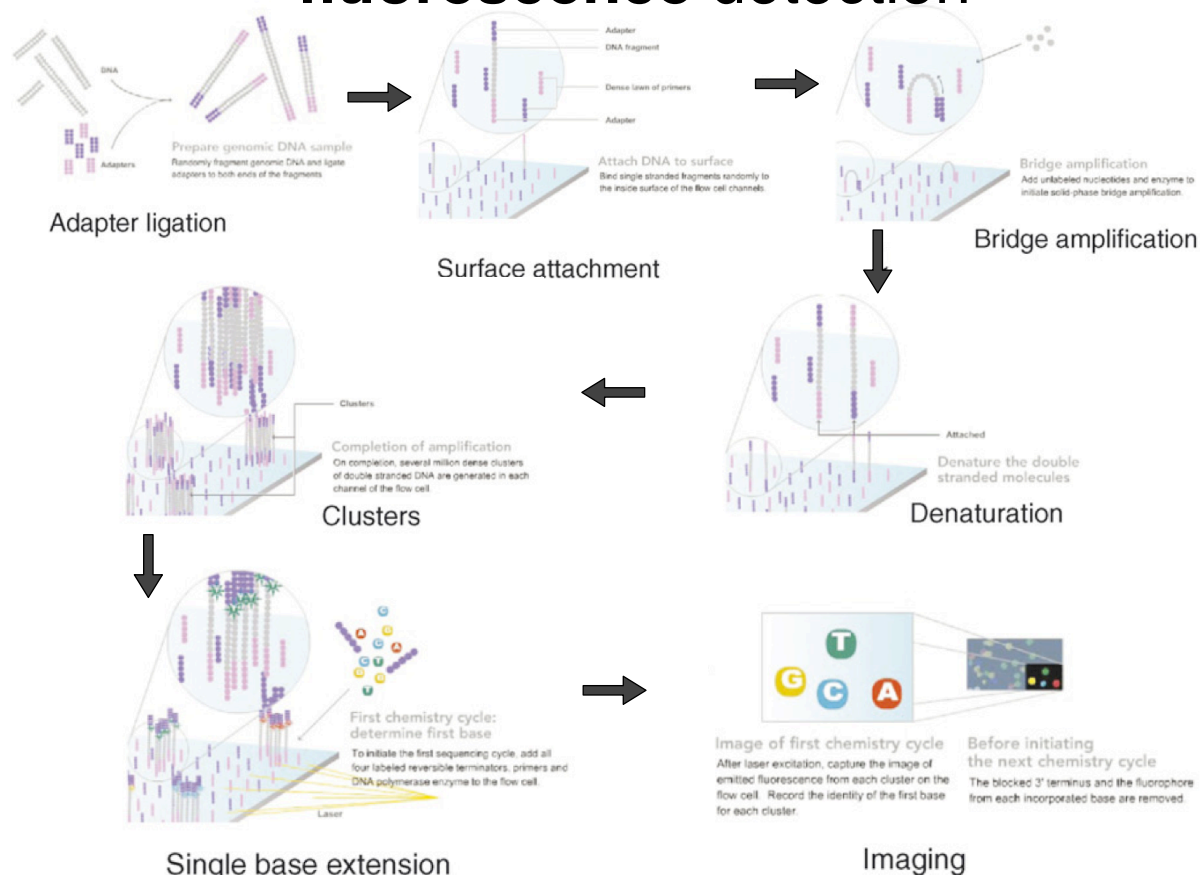 fluorescence detection
DNA
Adapters
Prepare genomic DNA sample
Randomly fragment genomic DNA and ligate
adapters to both ends of the fragments.
Adapter ligation
Adapter
DNA fragment
Dense lawn of primers
Adapter
Attach DNA to surface
Bind single stranded fragments randomly to
the inside surface of the flow cell channels.
Surface attachment
Bridge amplification
Add unlabeled nucleotides and enzyme to
initiate solid-phase bridge amplification.
Bridge amplification
Clusters
Completion of amplification
On completion, several million dense clusters
of double stranded DNA are generated in each
channel of the flow cell.
Clusters
Attached
Denature the double
stranded molecules
Denaturation
C
A
G
C
A
C
T
G
G
T
First chemistry cycle:
determine first base
To initiate the first sequencing cycle, add all
four labeled reversible terminators, primers and
DNA polymerase enzyme to the flow cell.
Laser
Single base extension
T
G
C
A
Image of first chemistry cycle
After laser excitation, capture the image of
emitted fluorescence from each cluster on the
flow cell. Record the identity of the first base
for each cluster.
Before initiating
the next chemistry cycle
The blocked 3' terminus and the fluorophore
from each incorporated base are removed.
Imaging